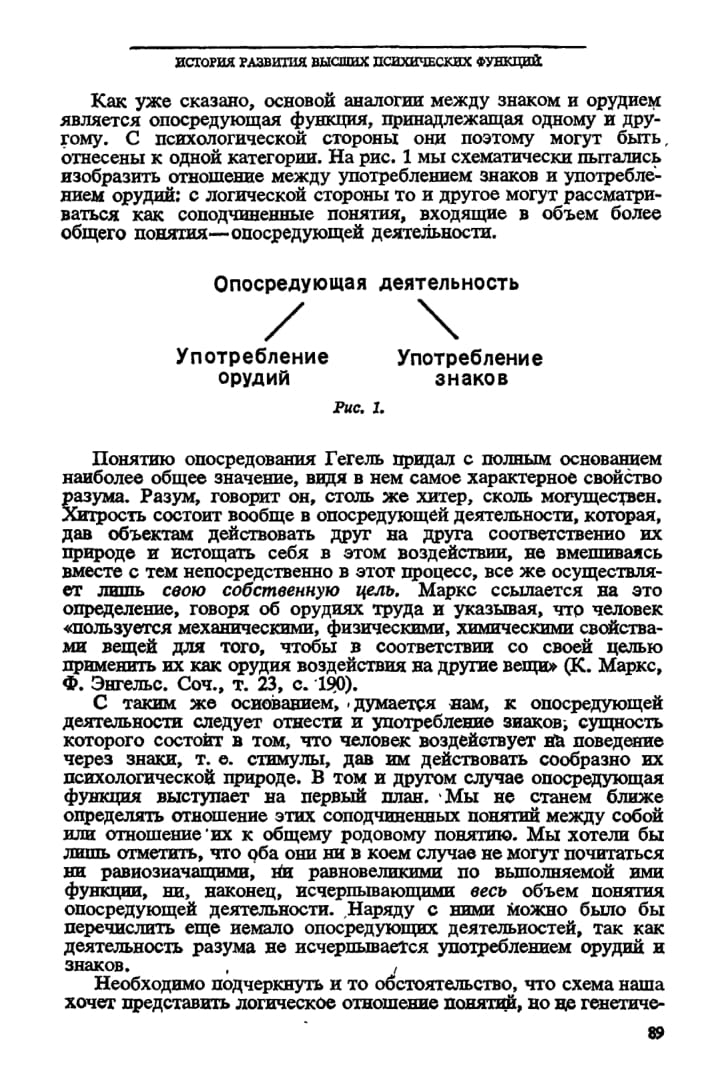 ИСТОРИЯ РАЗВИТИЯ ВЫСШИХ ПСИХИЧЕСКИХ ФУНКЦИЙ
Как уже сказано, основой аналогии между знаком и орудием
является опосредующая функция, принадлежащая одному и дру-
гому. С психологической стороны они поэтому могут быть
отнесены к одной категории. На рис. 1 мы схематически пытались
изобразить отношение между употреблением знаков и употребле-
нием орудий: с логической стороны то и другое могут рассматри-
ваться как соподчиненные понятия, входящие в объем более
общего понятия—опосредующей деятельности.
Опосредующая деятельность
Употребление орудий
Употребление знаков
Рис. 1.
Понятию опосредования Гегель придал с полным основанием
наиболее общее значение, видя в нем самое характерное свойство
разума. Разум, говорит он, столь же хитер, сколь могуществен.
Хитрость состоит вообще в опосредующей деятельности, которая,
дав объектам действовать друг на друга соответственно их
природе и истощать себя в этом воздействии, не вмешиваясь
вместе с тем непосредственно в этот процесс, все же осуществля-
ет лишь свою собственную цель. Маркс ссылается на это
определение, говоря об орудиях труда и указывая, что человек
«пользуется механическими, физическими, химическими свойства-
ми вещей для того, чтобы в соответствии со своей целью
применить их как орудия воздействия на другие вещи» (К. Маркс,
Ф. Энгельс. Соч., т. 23, с. 190).
С таким же основанием, думается нам, к опосредующей
деятельности следует отнести и употребление знаков, сущность
которого состоит в том, что человек воздействует на поведение
через знаки, т. е. стимулы, дав им действовать сообразно их
психологической природе. В том и другом случае опосредующая
функция выступает на первый план. Мы не станем ближе
определять отношение этих соподчиненных понятий между собой
или отношение их к общему родовому понятию. Мы хотели бы
лишь отметить, что оба они ни в коем случае не могут почитаться
ни равнозначащими, ни равновеликими по выполняемой ими
функции, ни, наконец, исчерпывающими весь объем понятия
опосредующей деятельности. Наряду с ними можно было бы
перечислить еще немало опосредующих деятельностей, так как
деятельность разума не исчерпывается употреблением орудий и
знаков.
Необходимо подчеркнуть и то обстоятельство, что схема наша
хочет представить логическое отношение понятий, но не генетиче-
89